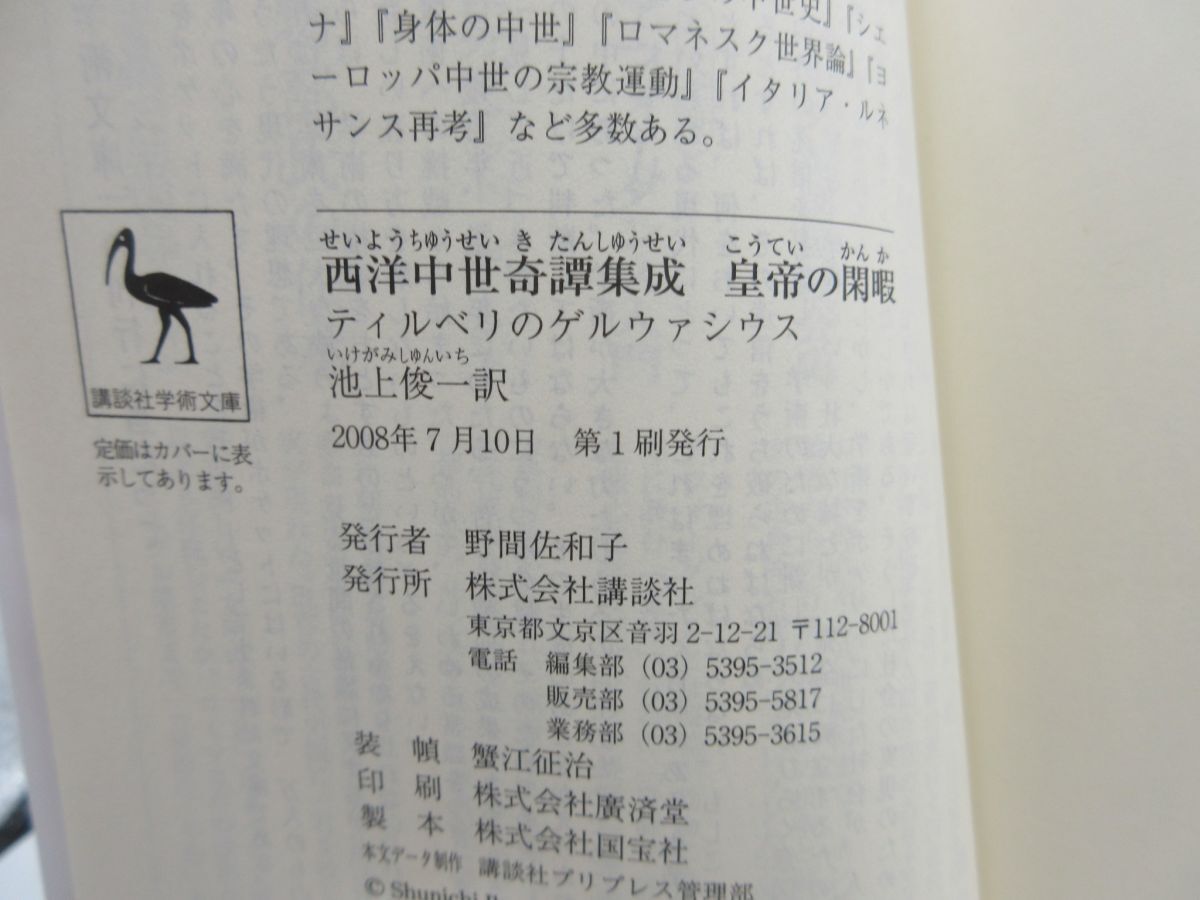 中世史』『シエ
ナ』『身体の中世』『ロマネスク世界論』『ヨ
ーロッパ中世の宗教運動』『イタリア・ルネ
サンス再考』など多数ある。
せいようちゅうせいきたんしゅうせい こうてい かんか
西洋中世奇譚集成 皇帝の閑暇
ティルベリのゲルウァシウス
いけがみしゅんいち
池上俊一訳
2008年7月10日 第1刷発行
講談社学術文庫
定価はカバーに表
示してあります。
発行者 野間佐和子
発行所 株式会社講談社
東京都文京区音羽 2-12-21 〒112-8001
電話 編集部 (03) 5395-3512
販売部 (03) 5395-5817
業務部 (03) 5395-3615
装幀 蟹江征治
印刷 株式会社廣済堂
製本 株式会社国宝社
本文データ制作 講談社プリプレス管理部
© Shunichi